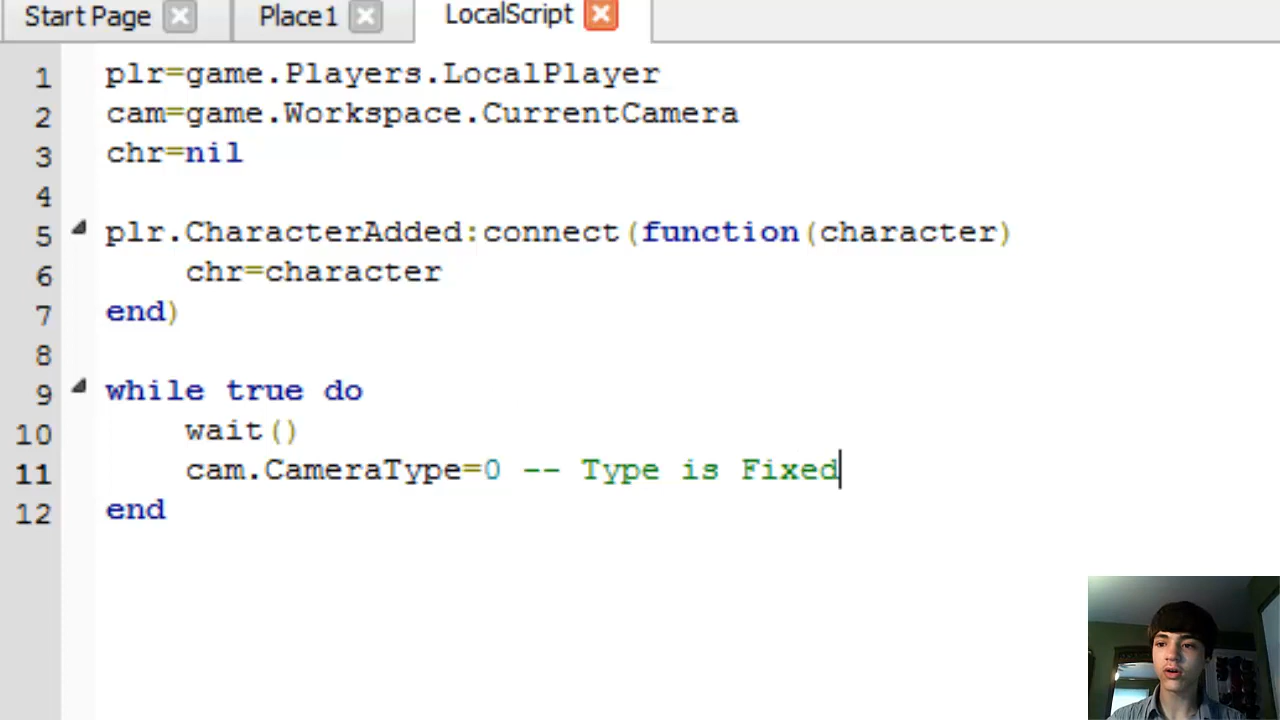 Start Page Place1 LocalScript
1 plr=game.Players.LocalPlayer
2 cam=game.Workspace.CurrentCamera
3 chr=nil
4
5 plr.CharacterAdded:connect(function(character)
6 chr=character
7 end)
8
9 while true do
10 wait()
11 cam.CameraType=0 -- Type is Fixed
12 end